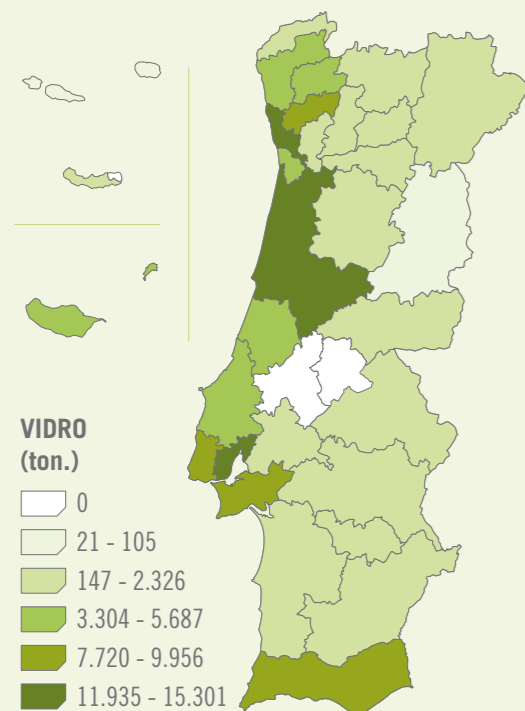 VIDRO
(ton.)
0
21 - 105
147 - 2.326
3.304 - 5.687
7.720 - 9.956
11.935 - 15.301